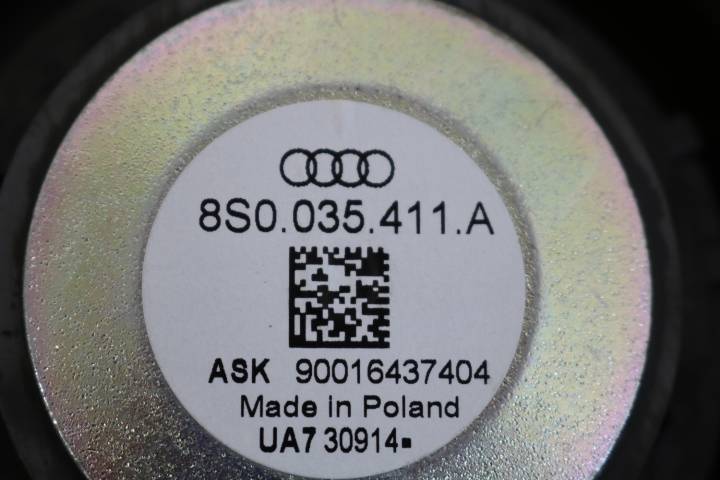 8S0.035.411.A
ASK 90016437404
Made in Poland
UA7 30914